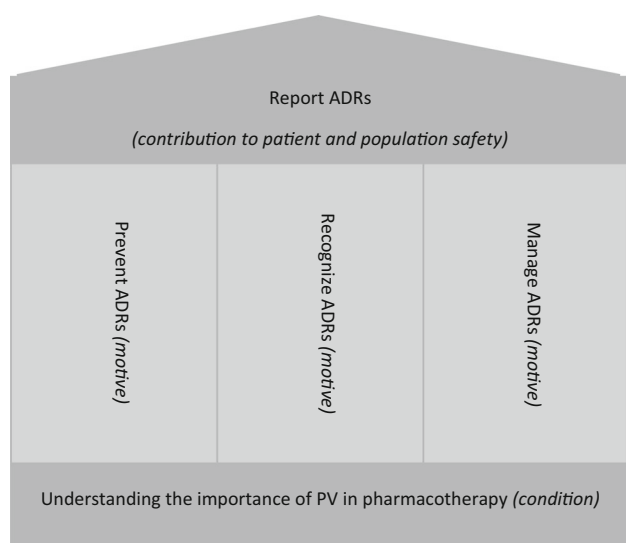 Report ADRs
(contribution to patient and population safety)
Prevent ADRs (motive)
Recognize ADRs (motive)
Manage ADRs (motive)
Understanding the importance of PV in pharmacotherapy (condition)